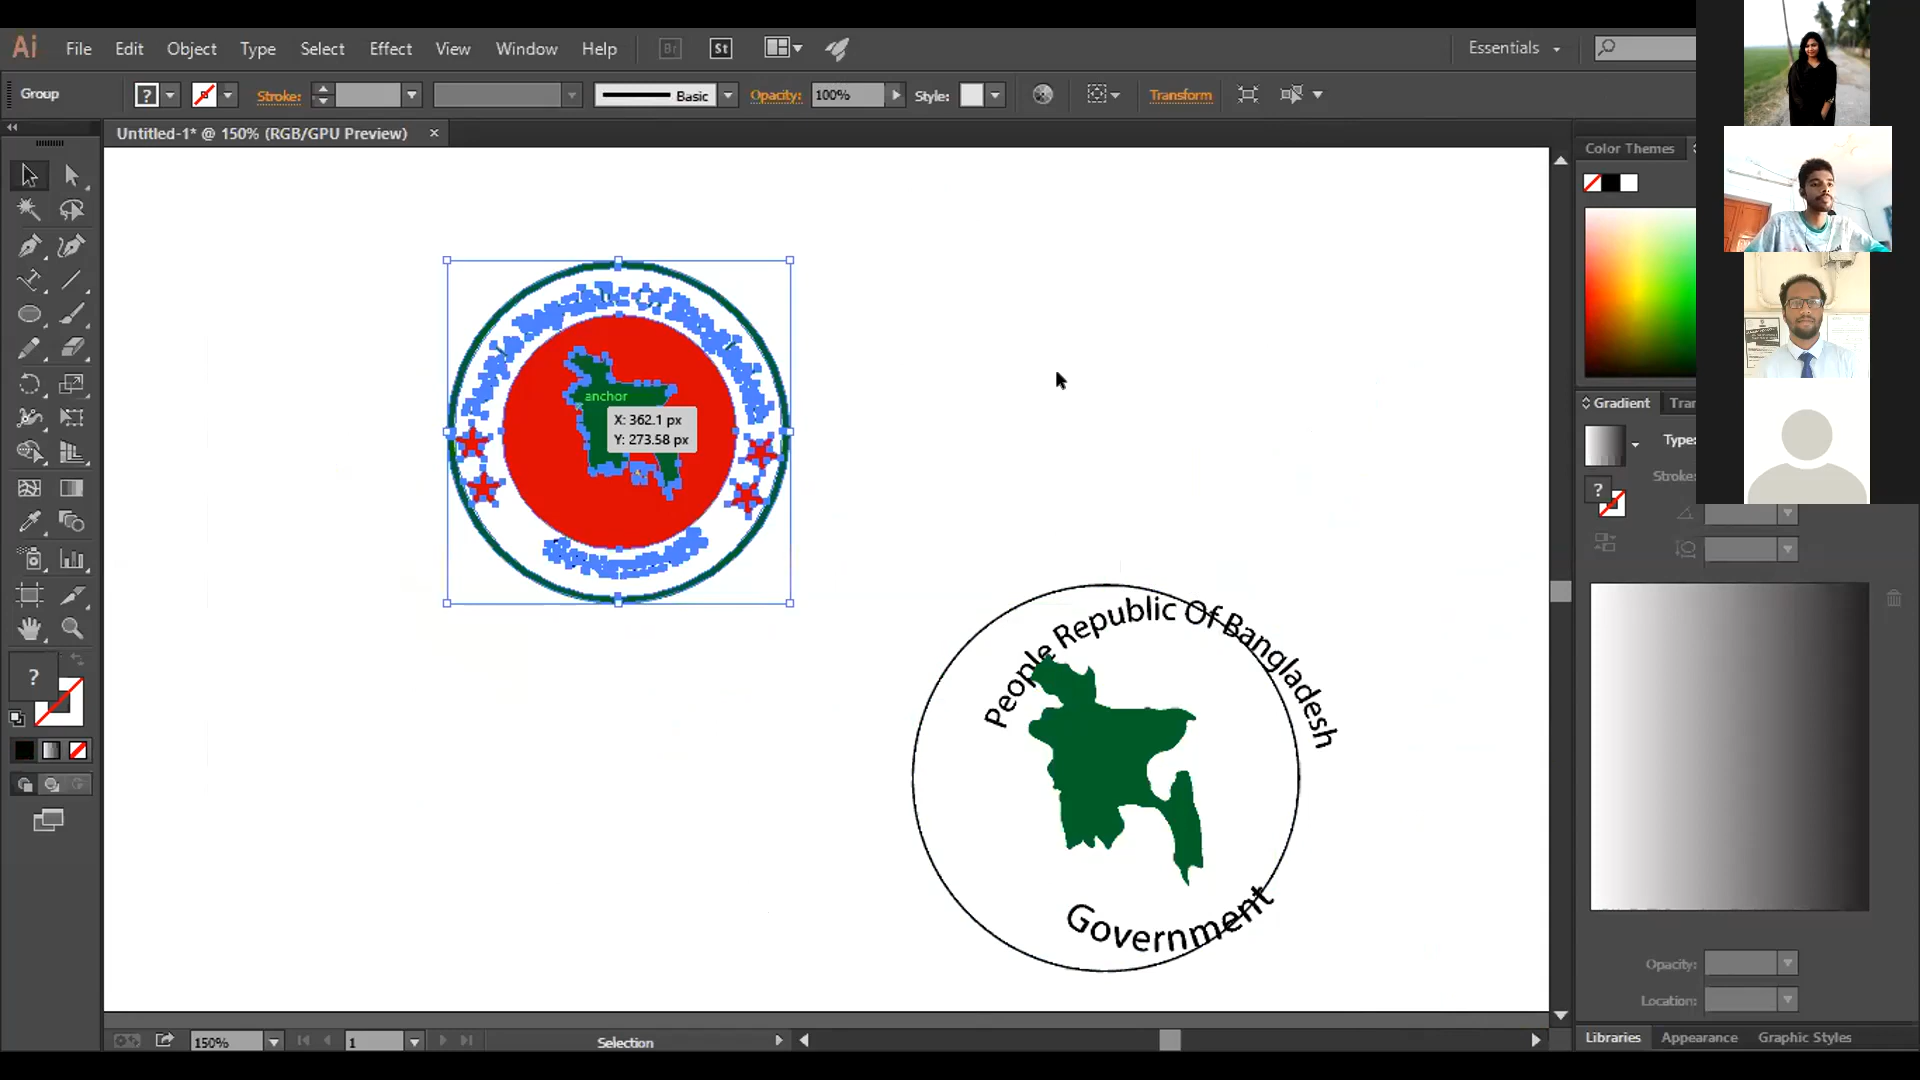 Ai File Edit Object Type Select Effect View Window Help Br St Essentials
Group Stroke: Basic Opacity: 100% Style: Transform
Untitled-1* @ 150% (RGB/GPU Preview) ×
Color Themes
anchor
X: 362.1 px
Y: 273.58 px
Gradient
Type:
Stroke:
?
?
?
People Republic Of Bangladesh
Government
Opacity:
Location:
150% 1 Selection
Libraries Appearance Graphic Styles